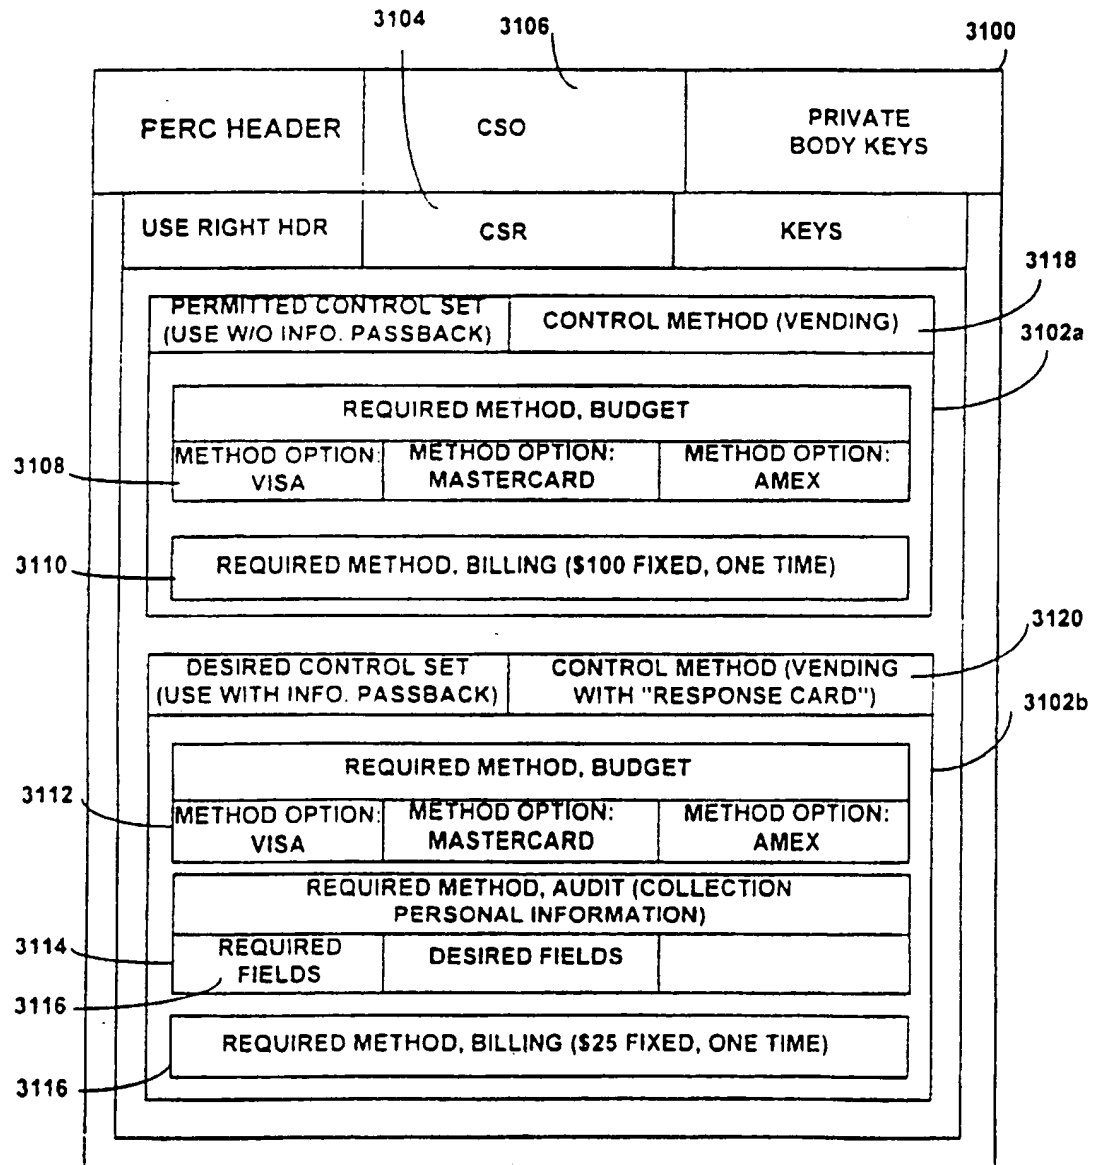 3104
3106
3100
PERC HEADER
CSO
PRIVATE
BODY KEYS
USE RIGHT HDR
CSR
KEYS
3118
PERMITTED CONTROL SET
(USE W/O INFO. PASSBACK)
CONTROL METHOD (VENDING)
3102a
REQUIRED METHOD, BUDGET
3108
METHOD OPTION:
VISA
METHOD OPTION:
MASTERCARD
METHOD OPTION:
AMEX
3110
REQUIRED METHOD, BILLING ($100 FIXED, ONE TIME)
3120
DESIRED CONTROL SET
(USE WITH INFO. PASSBACK)
CONTROL METHOD (VENDING
WITH "RESPONSE CARD")
3102b
REQUIRED METHOD, BUDGET
3112
METHOD OPTION:
VISA
METHOD OPTION:
MASTERCARD
METHOD OPTION:
AMEX
REQUIRED METHOD, AUDIT (COLLECTION
PERSONAL INFORMATION)
3114
REQUIRED
FIELDS
DESIRED FIELDS
3116
REQUIRED METHOD, BILLING ($25 FIXED, ONE TIME)
3116